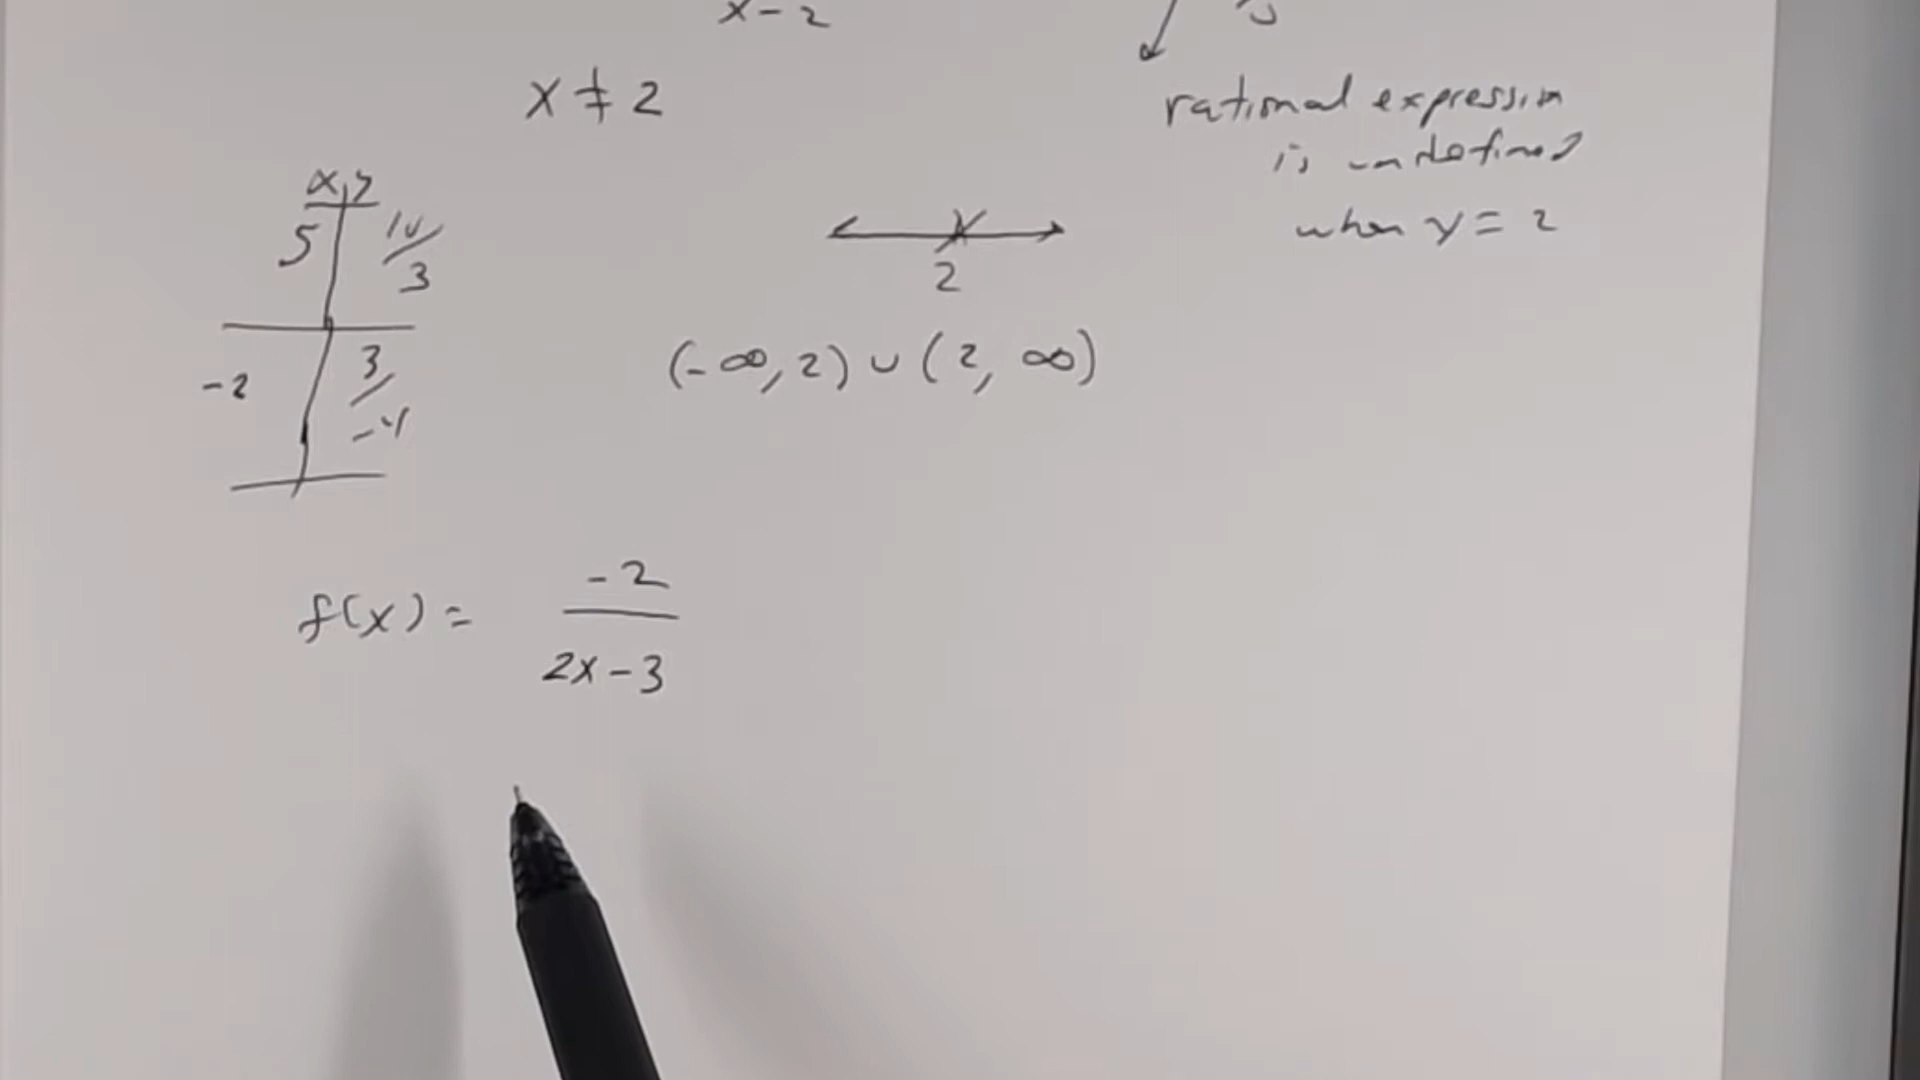 x - 2
x ≠ 2
rational expression
is undefined
when x = 2
x, y
5 10/3
-2 3/-4
2
(-∞, 2) ∪ (2, ∞)
f(x) = -2/(2x - 3)